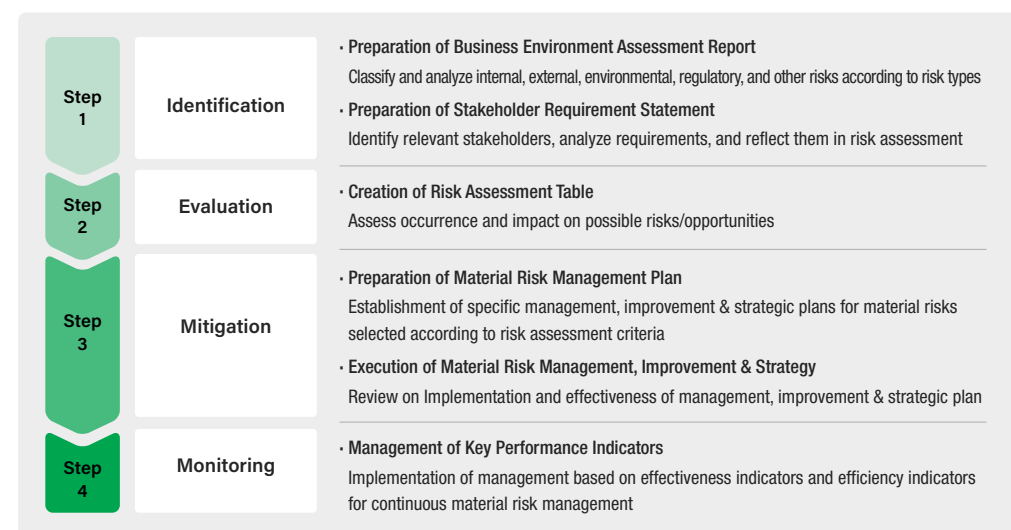 Step
1
Identification
· Preparation of Business Environment Assessment Report
Classify and analyze internal, external, environmental, regulatory, and other risks according to risk types
· Preparation of Stakeholder Requirement Statement
Identify relevant stakeholders, analyze requirements, and reflect them in risk assessment
Step
2
Evaluation
· Creation of Risk Assessment Table
Assess occurrence and impact on possible risks/opportunities
Step
3
Mitigation
· Preparation of Material Risk Management Plan
Establishment of specific management, improvement & strategic plans for material risks
selected according to risk assessment criteria
· Execution of Material Risk Management, Improvement & Strategy
Review on Implementation and effectiveness of management, improvement & strategic plan
Step
4
Monitoring
· Management of Key Performance Indicators
Implementation of management based on effectiveness indicators and efficiency indicators
for continuous material risk management